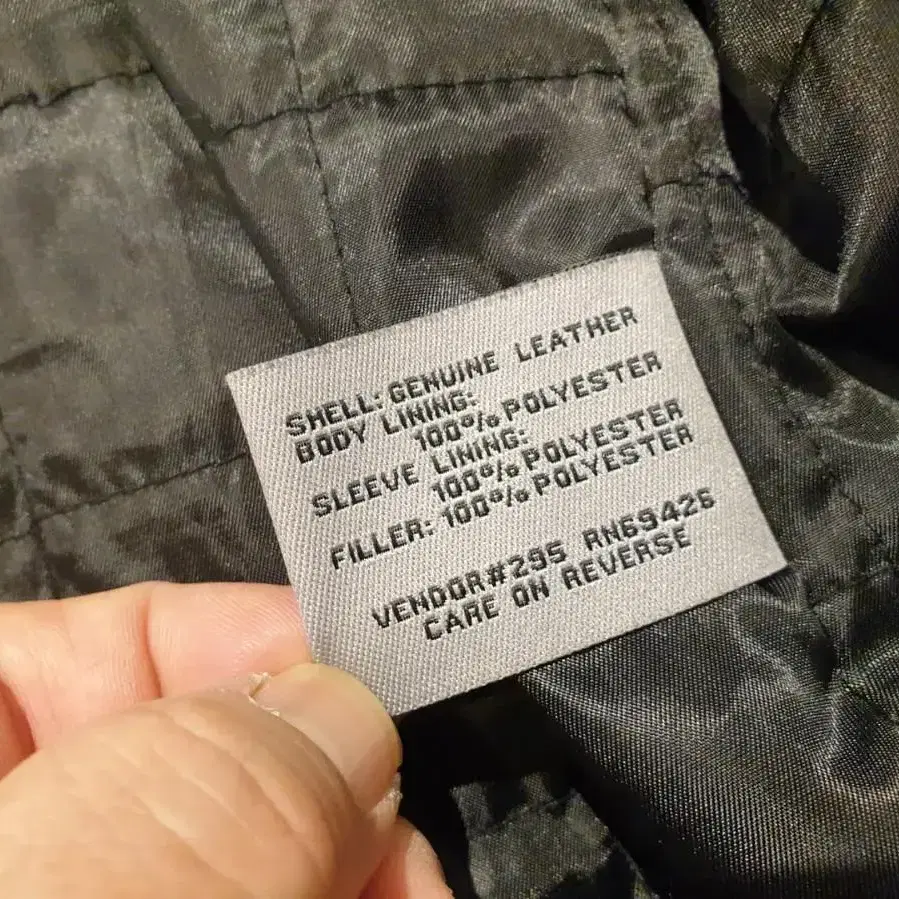 SHELL: GENUINE LEATHER
BODY LINING:
100% POLYESTER
SLEEVE LINING:
100% POLYESTER
FILLER: 100% POLYESTER
VENDOR#295 RN69426
CARE ON REVERSE